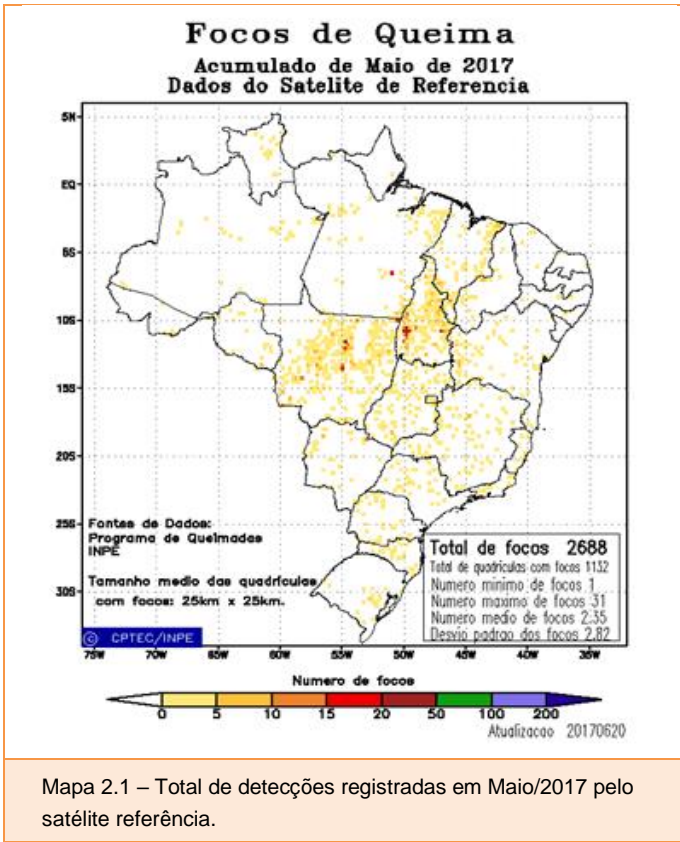 Focos de Queima
Acumulado de Maio de 2017
Dados do Satelite de Referencia
5N
EQ
5S
10S
15S
20S
25S
30S
Fontes de Dados:
Programa de Queimadas
INPE
Tamanho medio das quadriculas
com focos: 25km x 25km.
Total de focos 2688
Total de quadriculas com focos 1132
Numero minimo de focos 1
Numero maximo de focos 31
Numero medio de focos 2.35
Desvio padrao dos focos 2.82
© CPTEC/INPE
75W 70W 65W 60W 55W 50W 45W 40W 35W
Numero de focos
0 5 10 15 20 50 100 200
Atualizacao 20170620
Mapa 2.1 – Total de detecções registradas em Maio/2017 pelo
satélite referência.